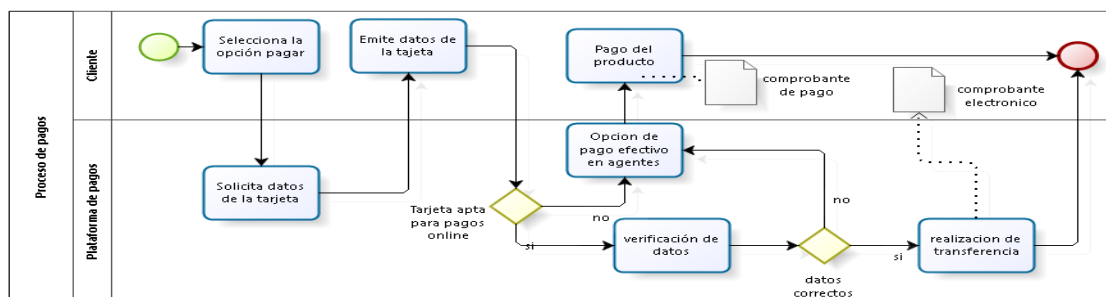 Proceso de pagos
Cliente
Selecciona la
opción pagar
Emite datos de
la tajeta
Pago del
producto
comprobante
de pago
comprobante
electronico
Plataforma de pagos
Solicita datos
de la tarjeta
Tarjeta apta
para pagos
online
no
si
Opcion de
pago efectivo
en agentes
verificación de
datos
no
si
datos
correctos
realizacion de
transferencia